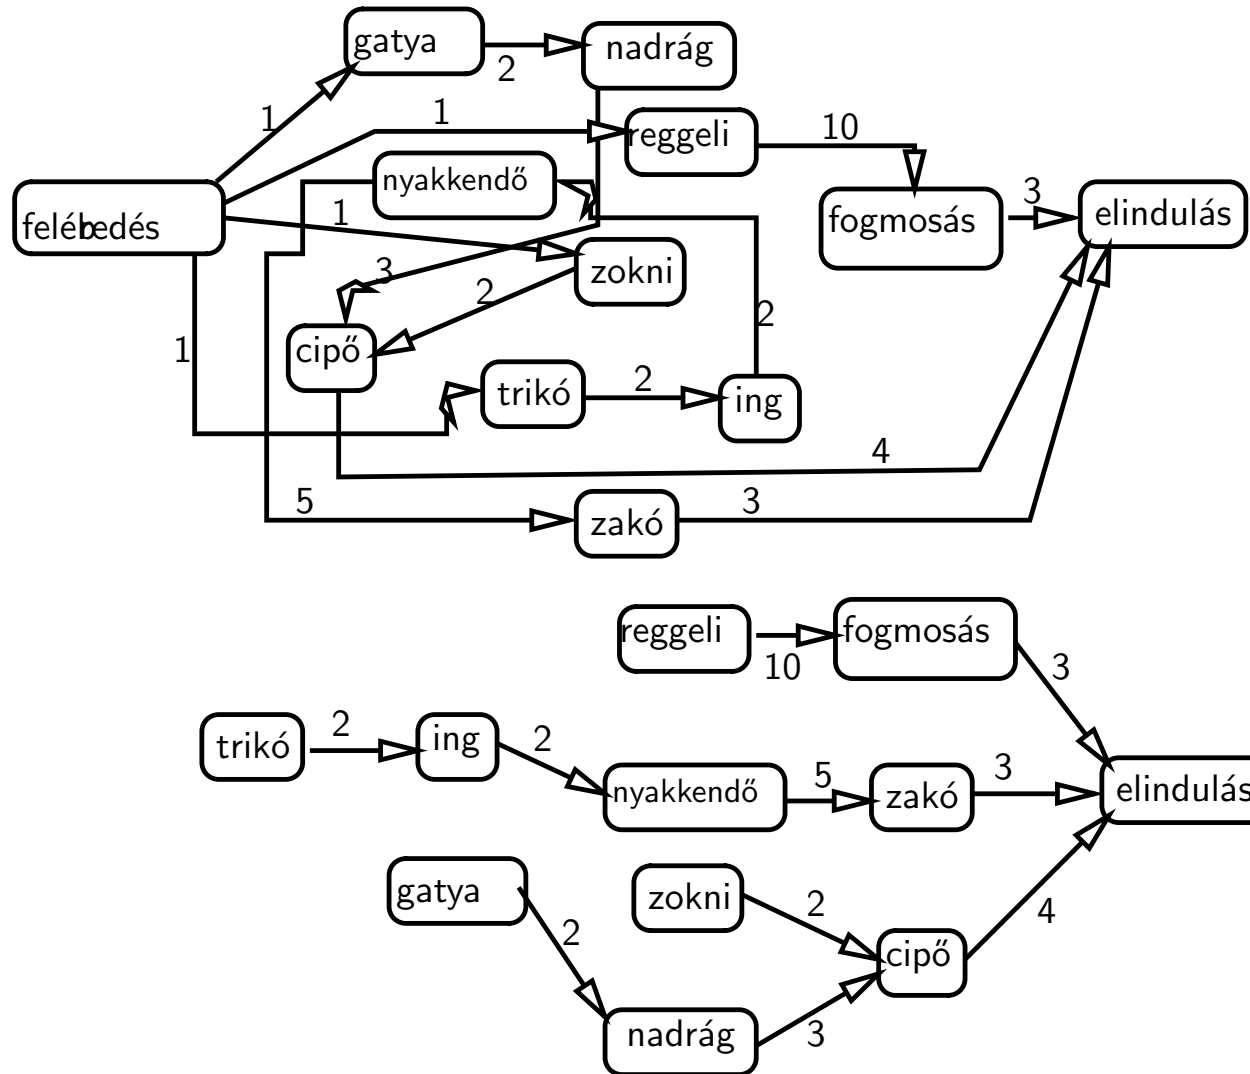 gatya
nadrág
2
1
1
reggeli
10
nyakkendő
felébredés
1
fogmosás
3
elindulás
zokni
3
2
cipő
2
1
trikó
2
ing
4
5
zakó
3
reggeli
10
fogmosás
3
trikó
2
ing
2
nyakkendő
5
zakó
3
elindulás
gatya
2
zokni
2
cipő
4
nadrág
3